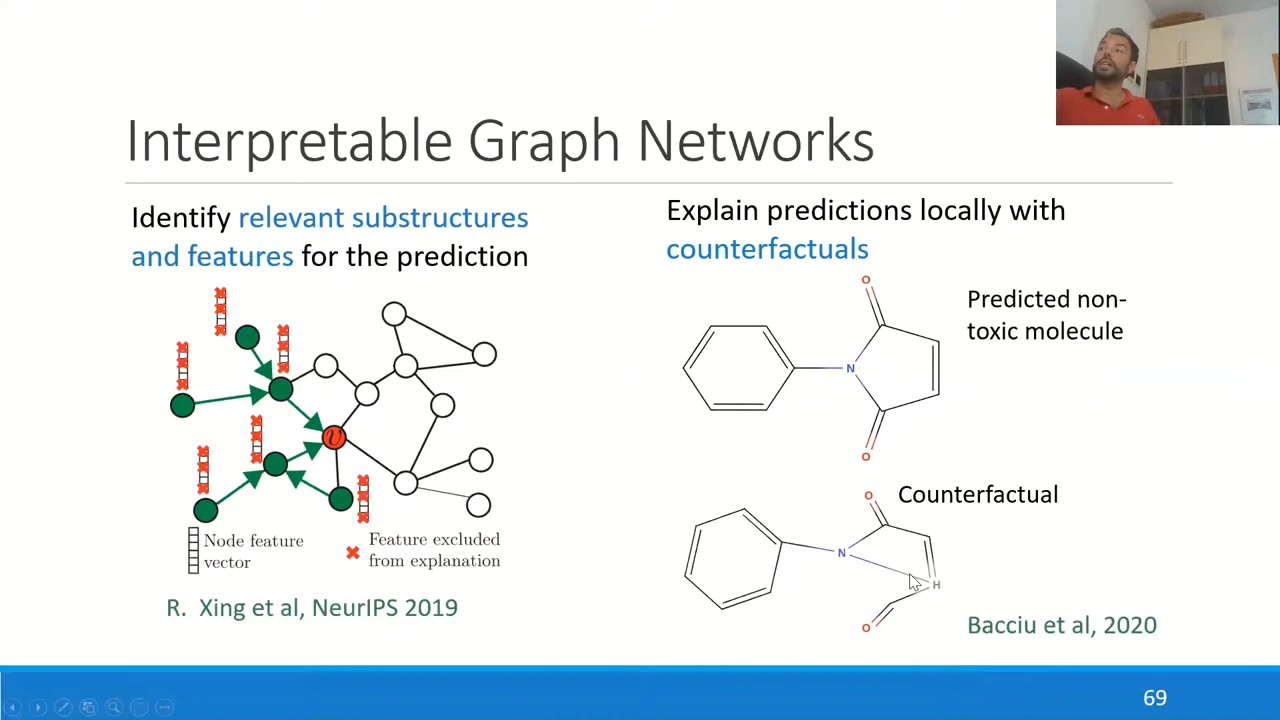 Interpretable Graph Networks
Identify relevant substructures
and features for the prediction
υ
Node feature
vector
Feature excluded
from explanation
R. Xing et al, NeurIPS 2019
Explain predictions locally with
counterfactuals
O
N
O
Predicted non-
toxic molecule
Counterfactual
O
N
H
O
Bacciu et al, 2020
69